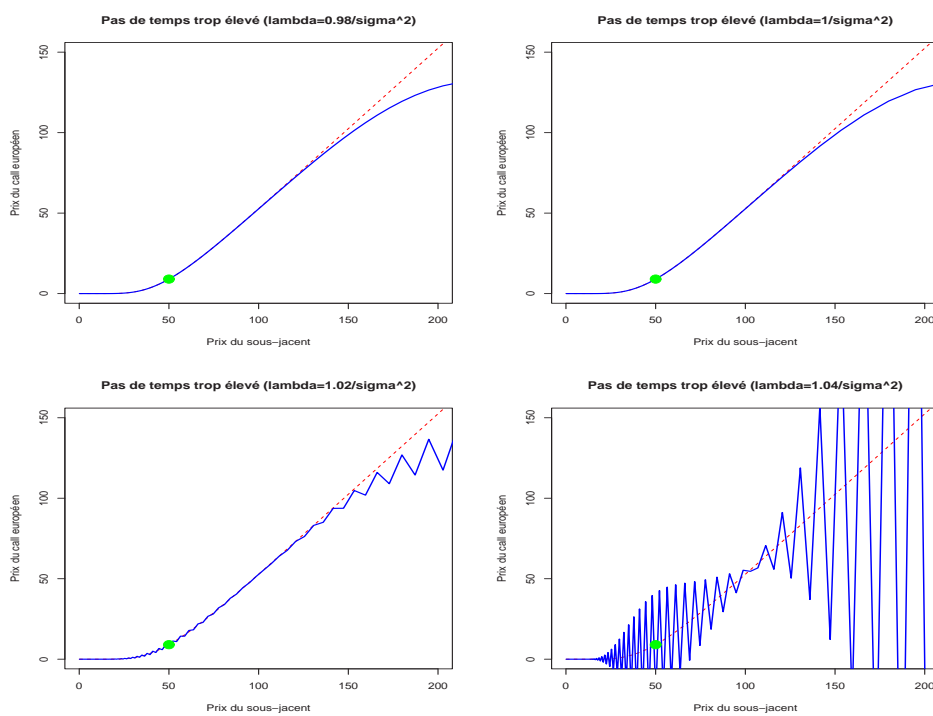 Pas de temps trop élevé (lambda=0.98/sigma^2)
150
100
50
0
Prix du call européen
0 50 100 150 200
Prix du sous−jacent
Pas de temps trop élevé (lambda=1/sigma^2)
150
100
50
0
Prix du call européen
0 50 100 150 200
Prix du sous−jacent
Pas de temps trop élevé (lambda=1.02/sigma^2)
150
100
50
0
Prix du call européen
0 50 100 150 200
Prix du sous−jacent
Pas de temps trop élevé (lambda=1.04/sigma^2)
150
100
50
0
Prix du call européen
0 50 100 150 200
Prix du sous−jacent